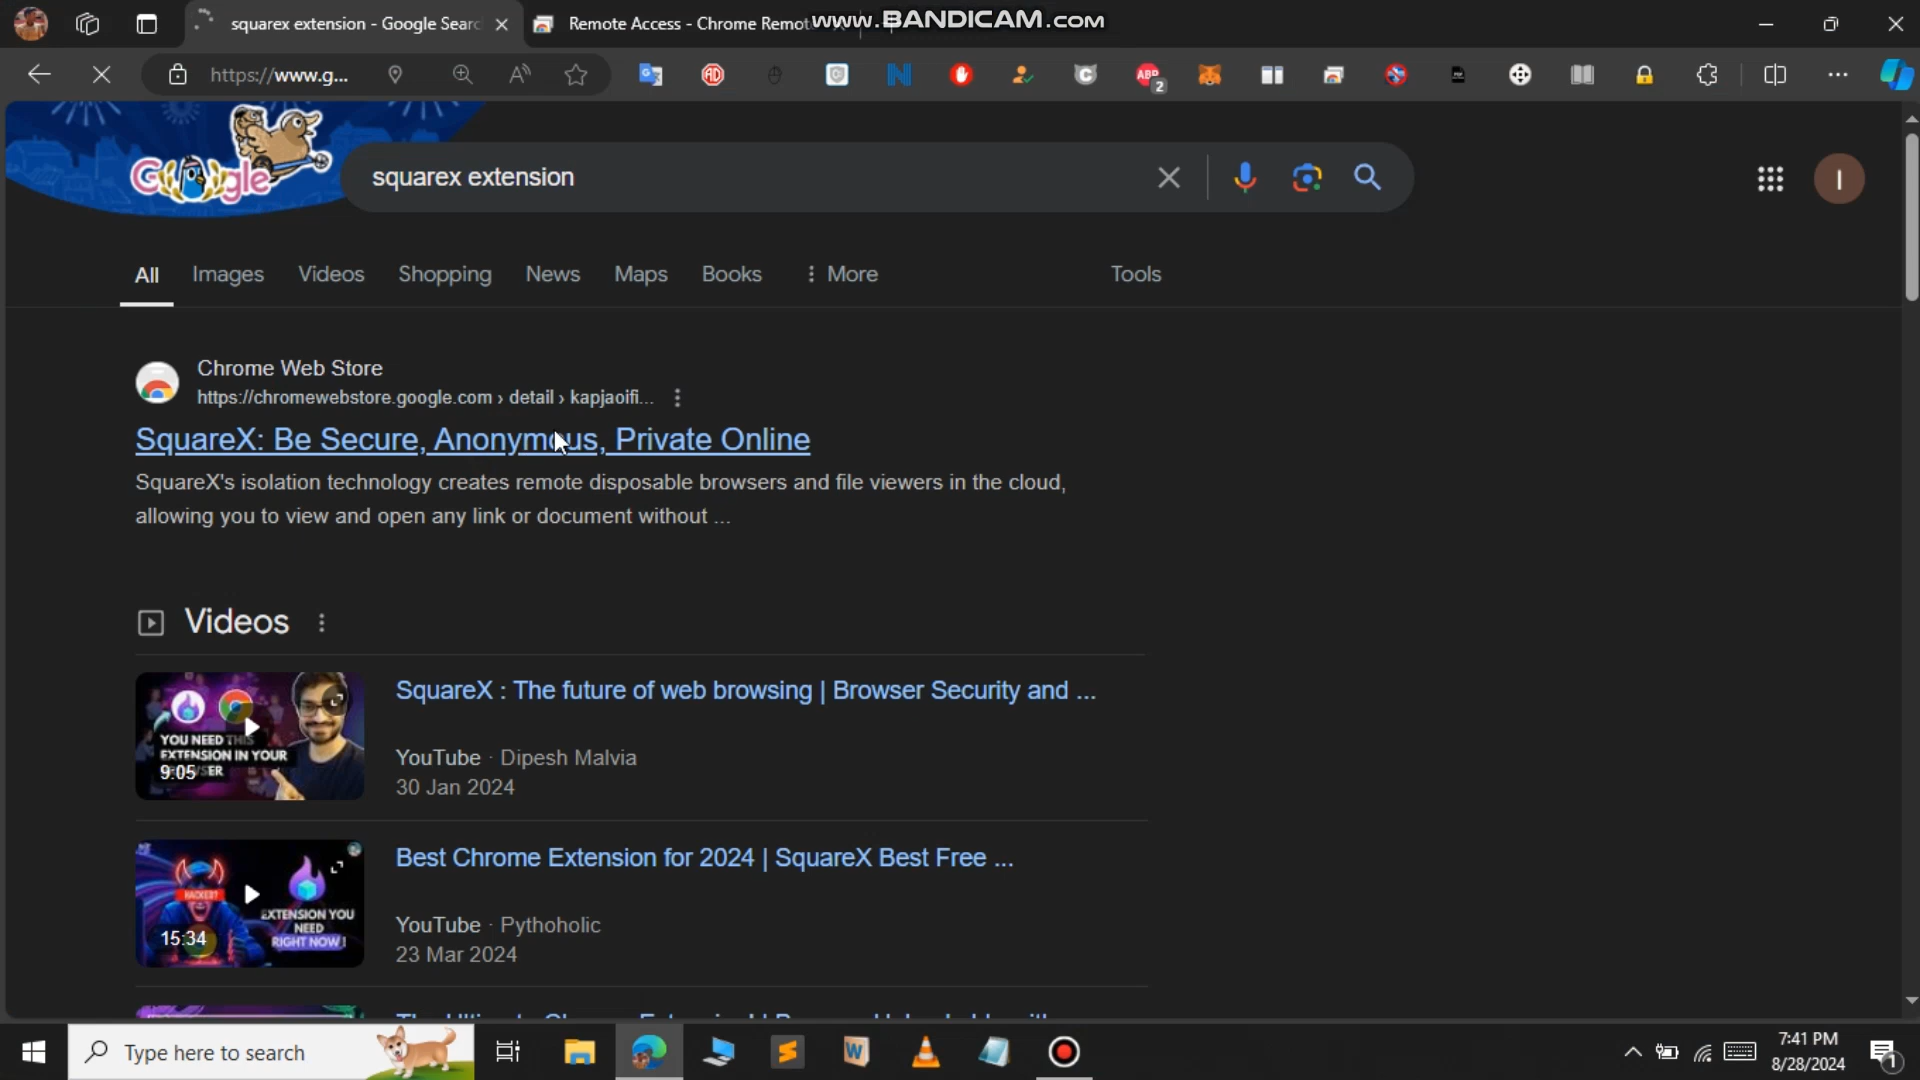 squarex extension - Google Searc
Remote Access - Chrome Remot
www.BANDICAM.com
https://www.g...
ABP
2
Google
squarex extension
I
All
Images
Videos
Shopping
News
Maps
Books
More
Tools
Chrome Web Store
https://chromewebstore.google.com › detail › kapjaoifi...
SquareX: Be Secure, Anonymous, Private Online
SquareX's isolation technology creates remote disposable browsers and file viewers in the cloud,
allowing you to view and open any link or document without ...
Videos
YOU NEED THIS
EXTENSION IN YOUR
9:05
SquareX : The future of web browsing | Browser Security and ...
YouTube · Dipesh Malvia
30 Jan 2024
HACKER?
EXTENSION YOU
NEED
RIGHT NOW !
15:34
Best Chrome Extension for 2024 | SquareX Best Free ...
YouTube · Pythoholic
23 Mar 2024
Type here to search
7:41 PM
8/28/2024
1